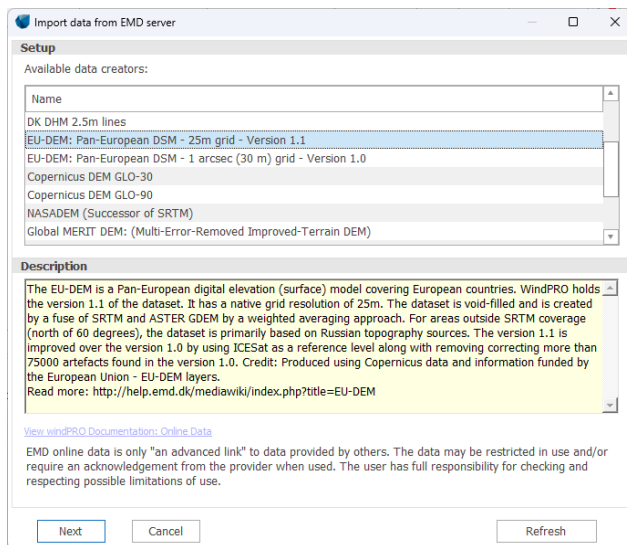 Import data from EMD server
Setup
Available data creators:
Name
DK DHM 2.5m lines
EU-DEM: Pan-European DSM - 25m grid - Version 1.1
EU-DEM: Pan-European DSM - 1 arcsec (30 m) grid - Version 1.0
Copernicus DEM GLO-30
Copernicus DEM GLO-90
NASADEM (Successor of SRTM)
Global MERIT DEM: (Multi-Error-Removed Improved-Terrain DEM)
Description
The EU-DEM is a Pan-European digital elevation (surface) model covering European countries. WindPRO holds
the version 1.1 of the dataset. It has a native grid resolution of 25m. The dataset is void-filled and is created
by a fuse of SRTM and ASTER GDEM by a weighted averaging approach. For areas outside SRTM coverage
(north of 60 degrees), the dataset is primarily based on Russian topography sources. The version 1.1 is
improved over the version 1.0 by using ICESat as a reference level along with removing correcting more than
75000 artefacts found in the version 1.0. Credit: Produced using Copernicus data and information funded by
the European Union - EU-DEM layers.
Read more: http://help.emd.dk/mediawiki/index.php?title=EU-DEM
View windPRO Documentation: Online Data
EMD online data is only "an advanced link" to data provided by others. The data may be restricted in use and/or
require an acknowledgement from the provider when used. The user has full responsibility for checking and
respecting possible limitations of use.
Next
Cancel
Refresh